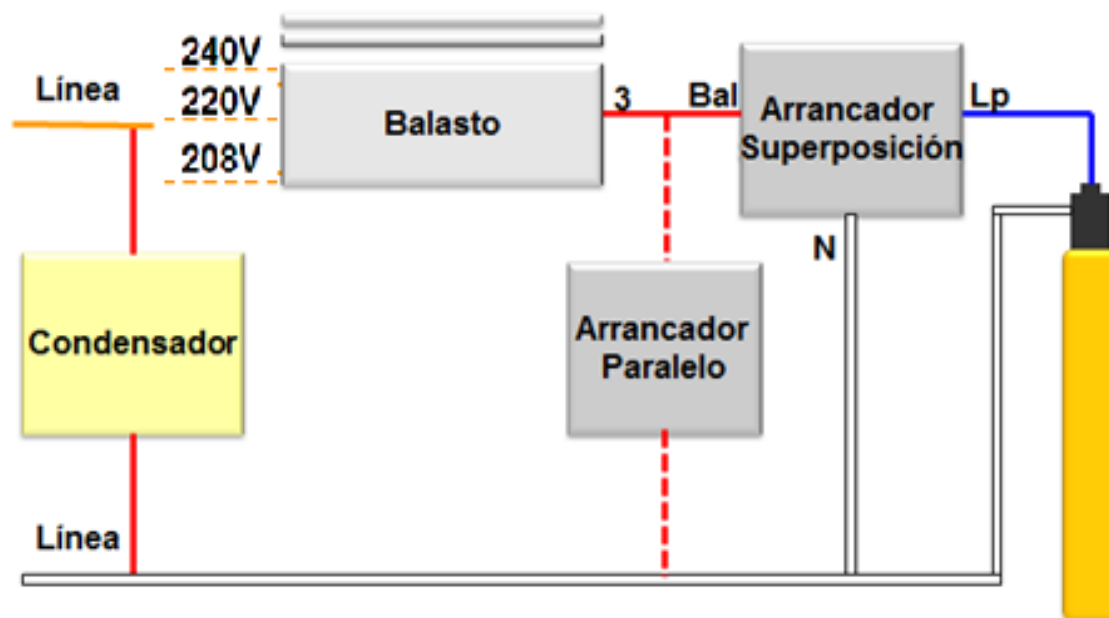 240V
Línea
220V
208V
Balasto
3
Bal
Arrancador
Superposición
Lp
N
Condensador
Arrancador
Paralelo
Línea